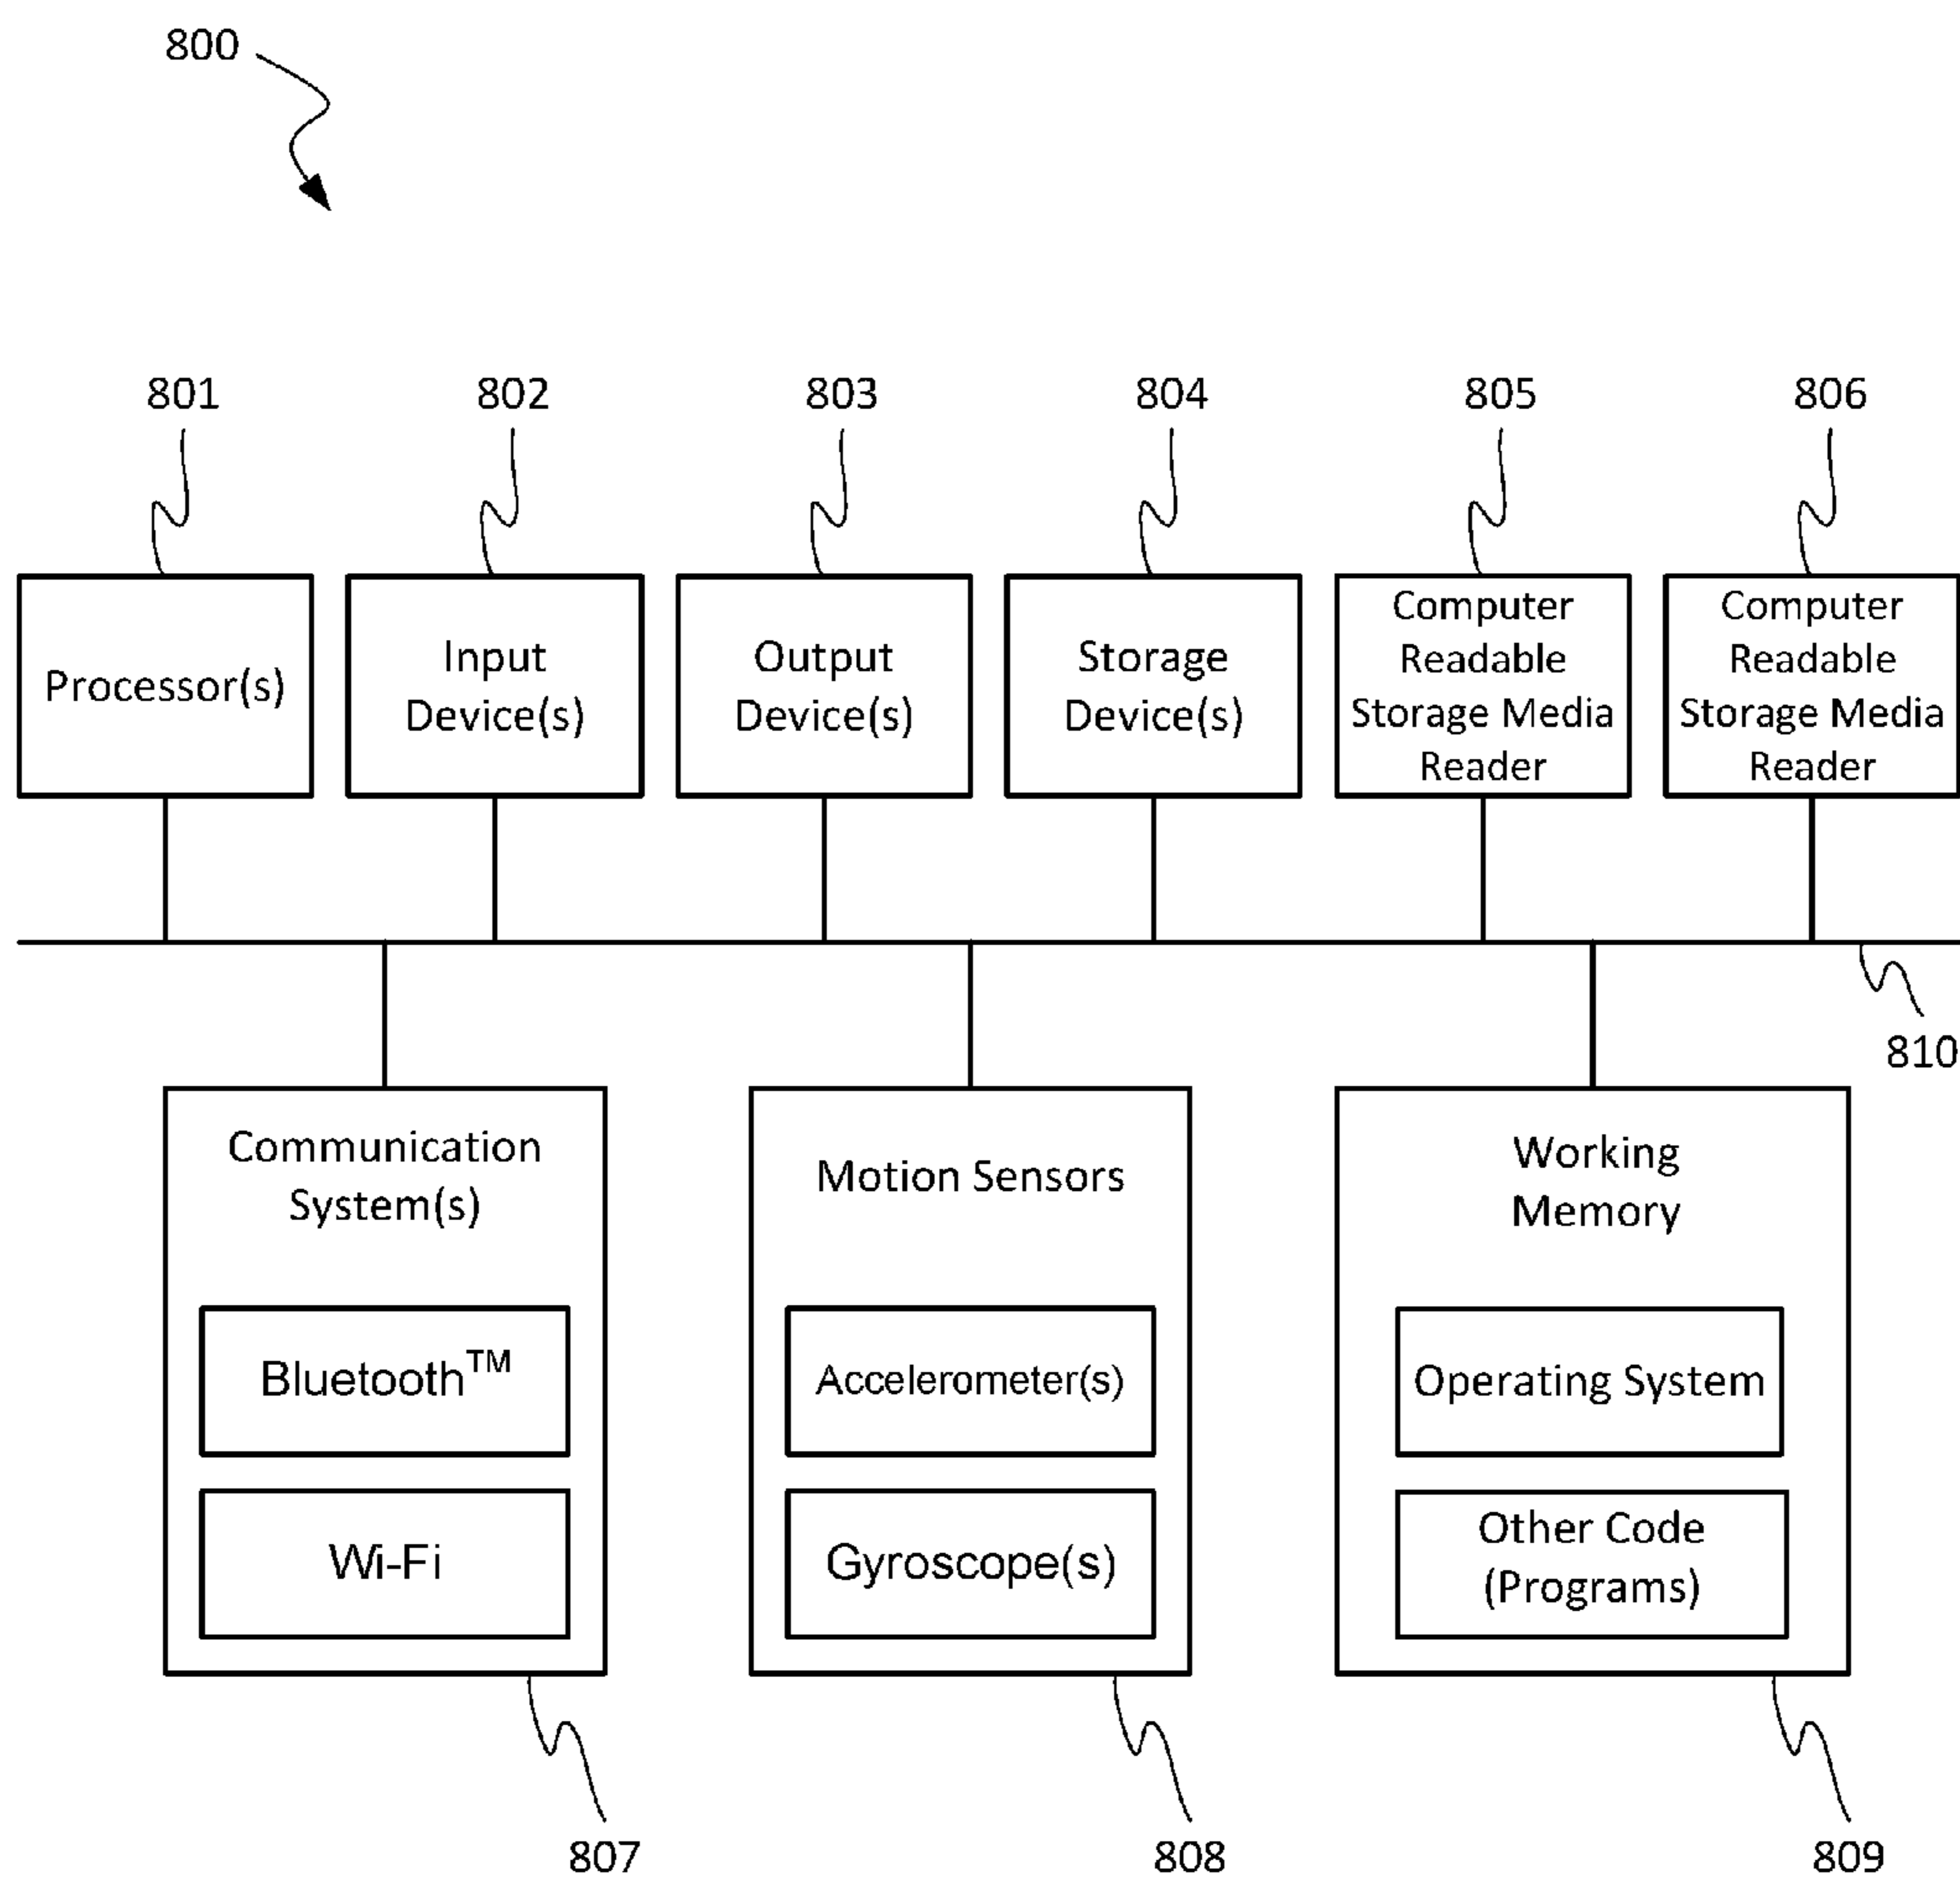 800
801
802
803
804
805
806
Processor(s)
Input
Device(s)
Output
Device(s)
Storage
Device(s)
Computer
Readable
Storage Media
Reader
Computer
Readable
Storage Media
Reader
810
Communication
System(s)
Bluetooth™
Wi-Fi
Motion Sensors
Accelerometer(s)
Gyroscope(s)
Working
Memory
Operating System
Other Code
(Programs)
807
808
809